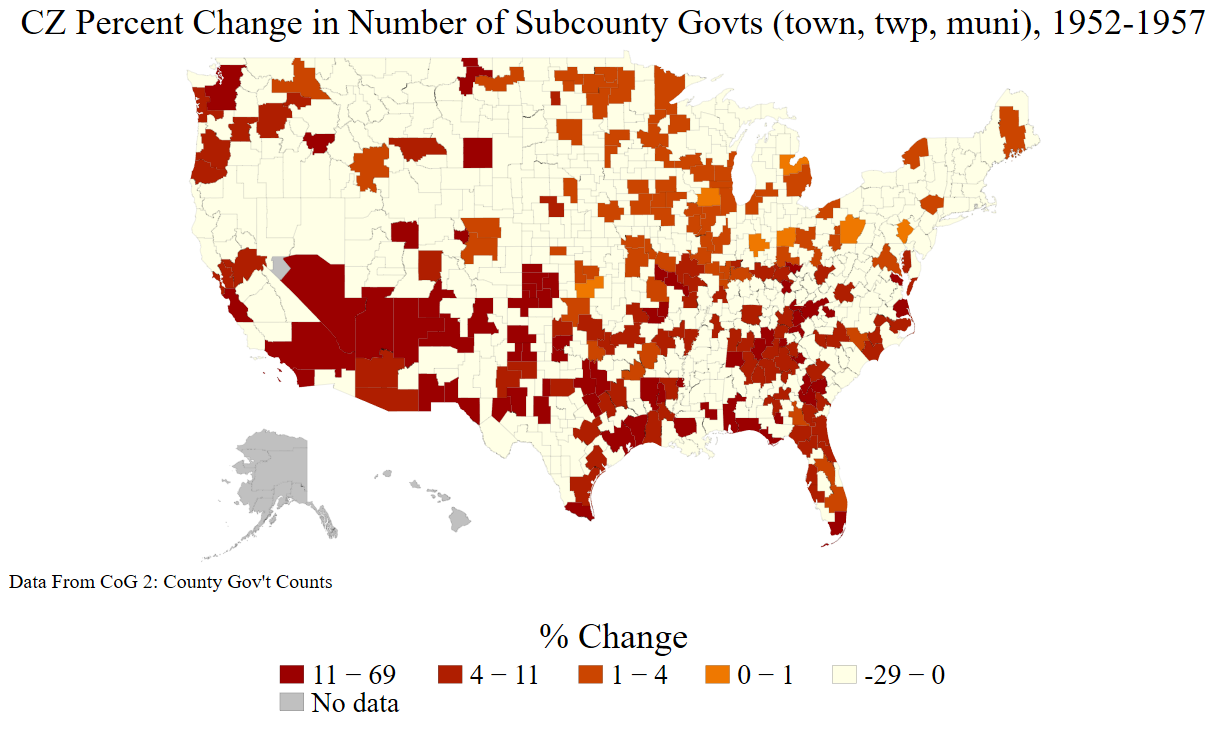 CZ Percent Change in Number of Subcounty Govts (town, twp, muni), 1952-1957
Data From CoG 2: County Gov't Counts
% Change
11 − 69 4 − 11 1 − 4 0 − 1 -29 − 0
No data